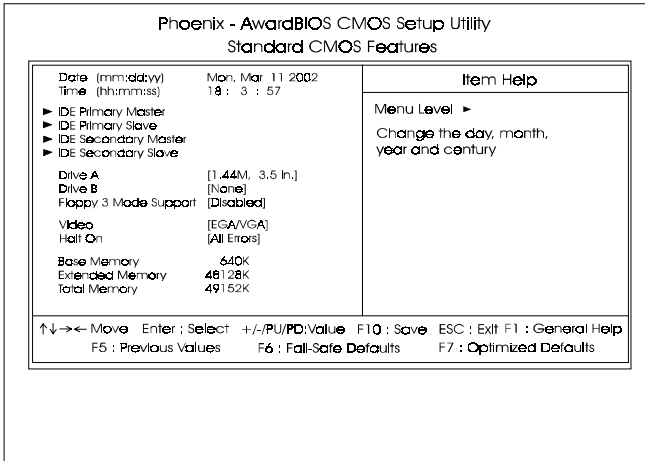 Phoenix - AwardBIOS CMOS Setup Utility
Standard CMOS Features
Date (mm:dd:yy) Mon, Mar 11 2002
Time (hh:mm:ss) 18 : 3 : 57
► IDE Primary Master
► IDE Primary Slave
► IDE Secondary Master
► IDE Secondary Slave
Drive A [1.44M, 3.5 In.]
Drive B [None]
Floppy 3 Mode Support [Disabled]
Video [EGA/VGA]
Halt On [All Errors]
Base Memory 640K
Extended Memory 48128K
Total Memory 49152K
Item Help
Menu Level ►
Change the day, month,
year and century
↑↓→← Move Enter : Select +/-/PU/PD:Value F10 : Save ESC : Exit F1 : General Help
F5 : Previous Values F6 : Fail-Safe Defaults F7 : Optimized Defaults